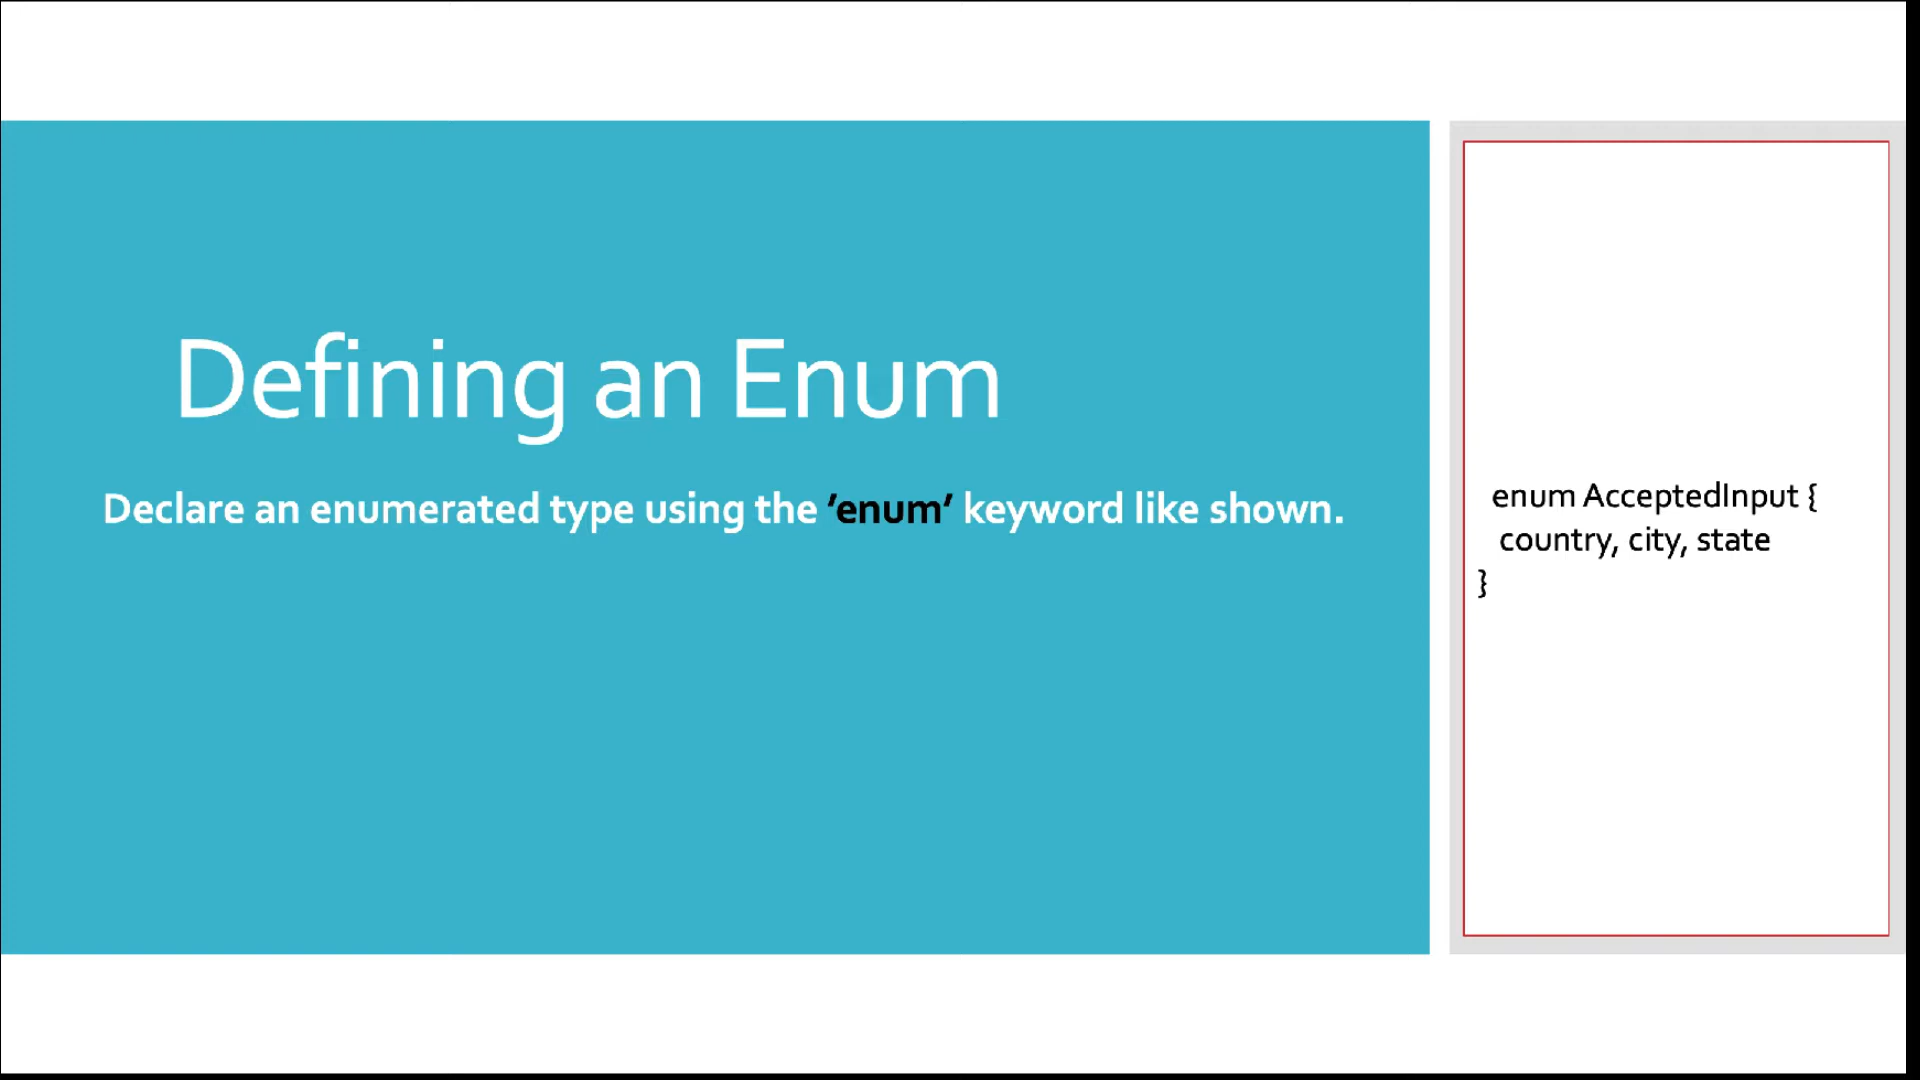 Defining an Enum
Declare an enumerated type using the ’enum’ keyword like shown.
enum AcceptedInput {
country, city, state
}